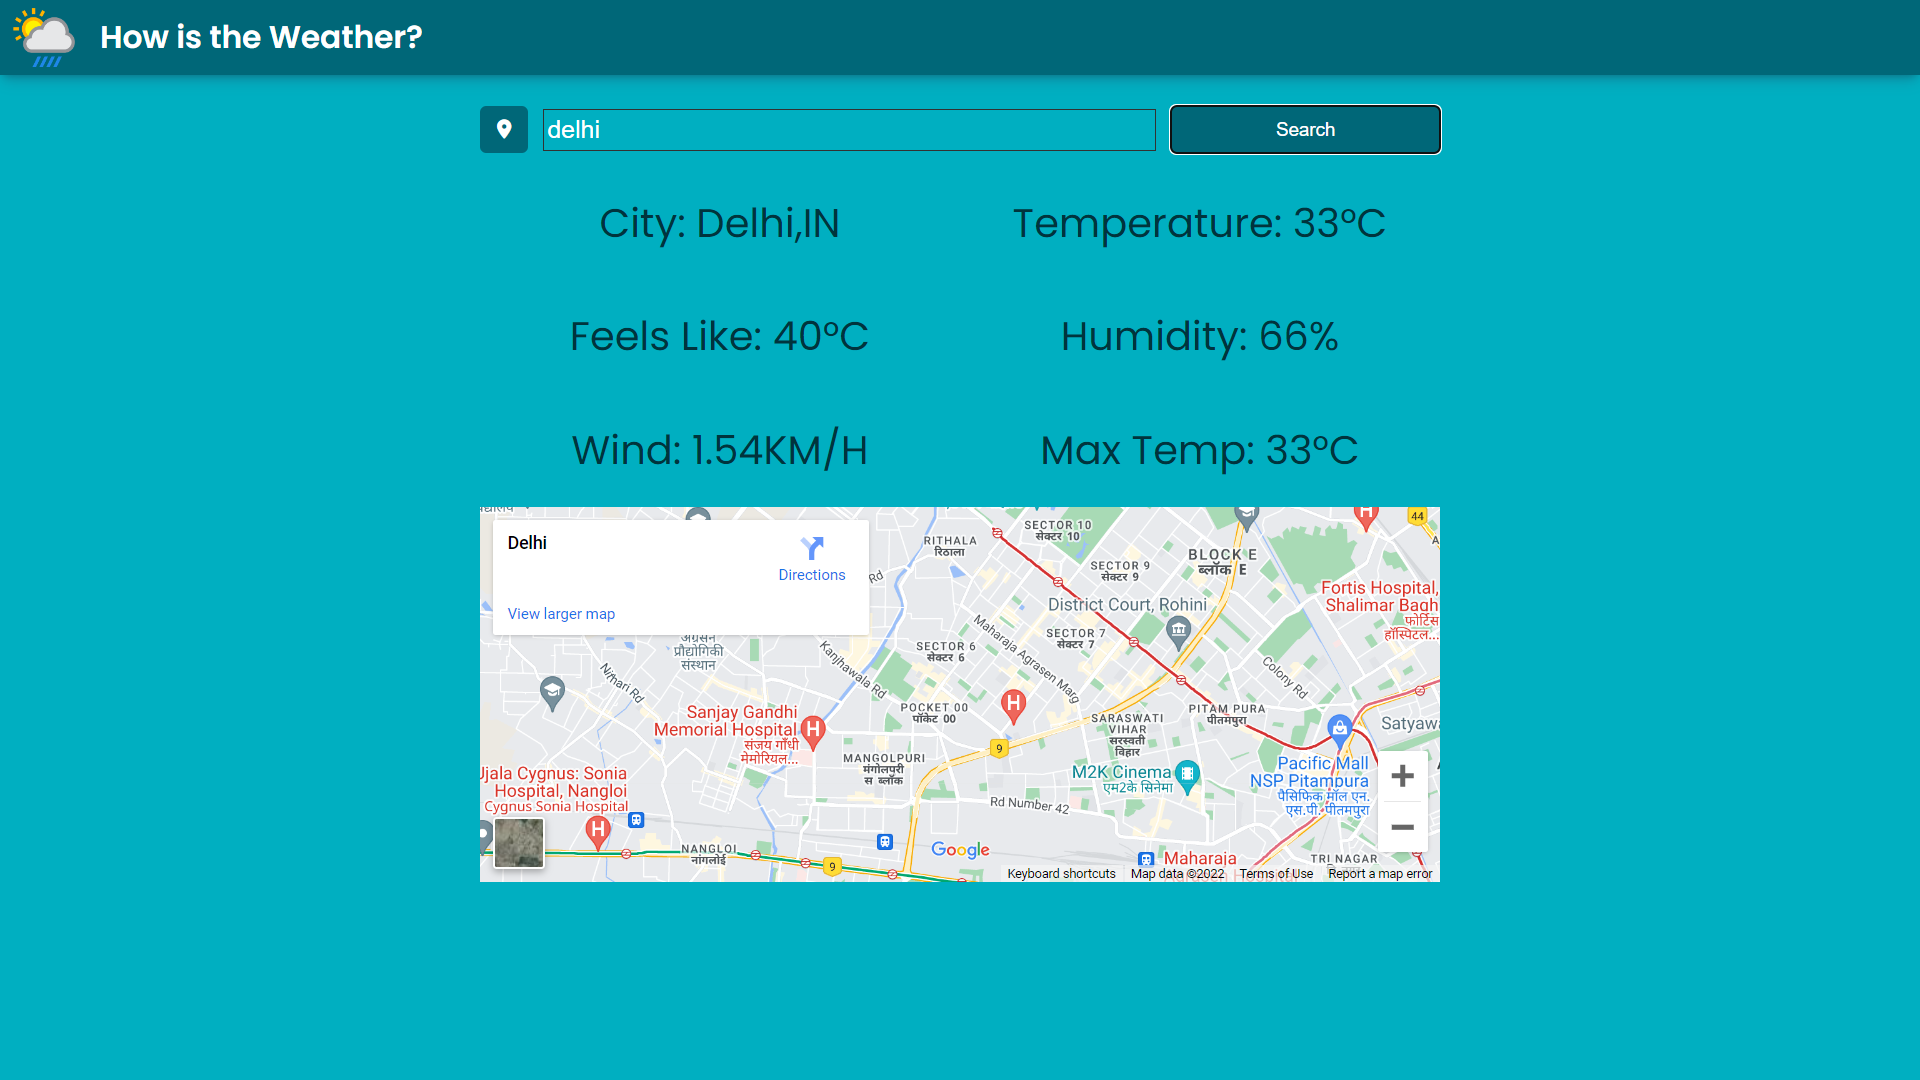 How is the Weather?
delhi
Search
City: Delhi,IN
Temperature: 33°C
Feels Like: 40°C
Humidity: 66%
Wind: 1.54KM/H
Max Temp: 33°C
Delhi
Directions
View larger map
SECTOR 10
सेक्टर 10
44
RITHALA
रिठाला
BLOCK E
ब्लॉक E
Rd
SECTOR 9
सेक्टर 9
Fortis Hospital,
Shalimar Bagh
फोर्टिस
हॉस्पिटल...
District Court, Rohini
अग्रसेन
प्रौद्योगिकी
संस्थान
SECTOR 6
सेक्टर 6
SECTOR 7
सेक्टर 7
Maharaja Agrasen Marg
Kanjhawala Rd
Nithari Rd
Colony Rd
Sanjay Gandhi
Memorial Hospital
संजय गाँधी
मेमोरियल...
POCKET 00
पॉकेट 00
PITAM PURA
पीतमपुरा
SARASWATI
VIHAR
सरस्वती
विहार
Satyaw
9
MANGOLPURI
मंगोलपुरी
स ब्लॉक
M2K Cinema
एम2के सिनेमा
Pacific Mall
NSP Pitampura
पैसिफिक मॉल एन.
एस.पी. पीतमपुरा
Ujala Cygnus: Sonia
Hospital, Nangloi
Cygnus Sonia Hospital
Rd Number 42
NANGLOI
नांगलोई
9
Google
Maharaja
TRI NAGAR
Keyboard shortcuts
Map data ©2022
Terms of Use
Report a map error